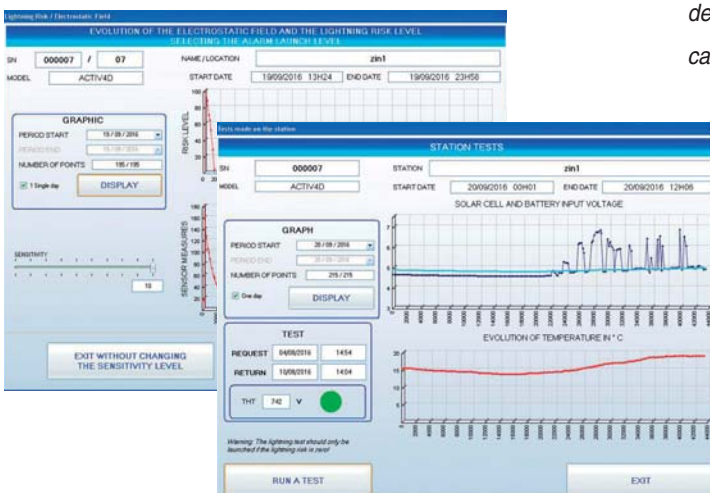 Lightning Risk / Electrostatic Field
EVOLUTION OF THE ELECTROSTATIC FIELD AND THE LIGHTNING RISK LEVEL
SELECTING THE ALARM LAUNCH LEVEL
SN 000007 / 07 NAME / LOCATION zin1
MODEL ACTIV4D START DATE 19/09/2016 13H24 END DATE 19/09/2016 23H58
GRAPHIC
PERIOD START 19 / 09 / 2016
PERIOD END
NUMBER OF POINTS 195 / 195
1 Single day DISPLAY
RISK LEVEL
SENSOR MEASURES
SENSITIVITY
10
EXIT WITHOUT CHANGING
THE SENSITIVITY LEVEL
de
ca
Tests made on the station
STATION TESTS
SN 000007 STATION zin1
MODEL ACTIV4D START DATE 20/09/2016 00H01 END DATE 20/09/2016 12H06
SOLAR CELL AND BATTERY INPUT VOLTAGE
GRAPH
PERIOD START 20 / 09 / 2016
PERIOD END
NUMBER OF POINTS 215 / 215
One day DISPLAY
TEST
REQUEST 04/08/2016 14:54
RETURN 10/08/2016 14:04
THT 742 V
EVOLUTION OF TEMPERATURE IN ° C
Warning: The lightning test should only be
launched if the lightning risk is zero!
RUN A TEST
EXIT